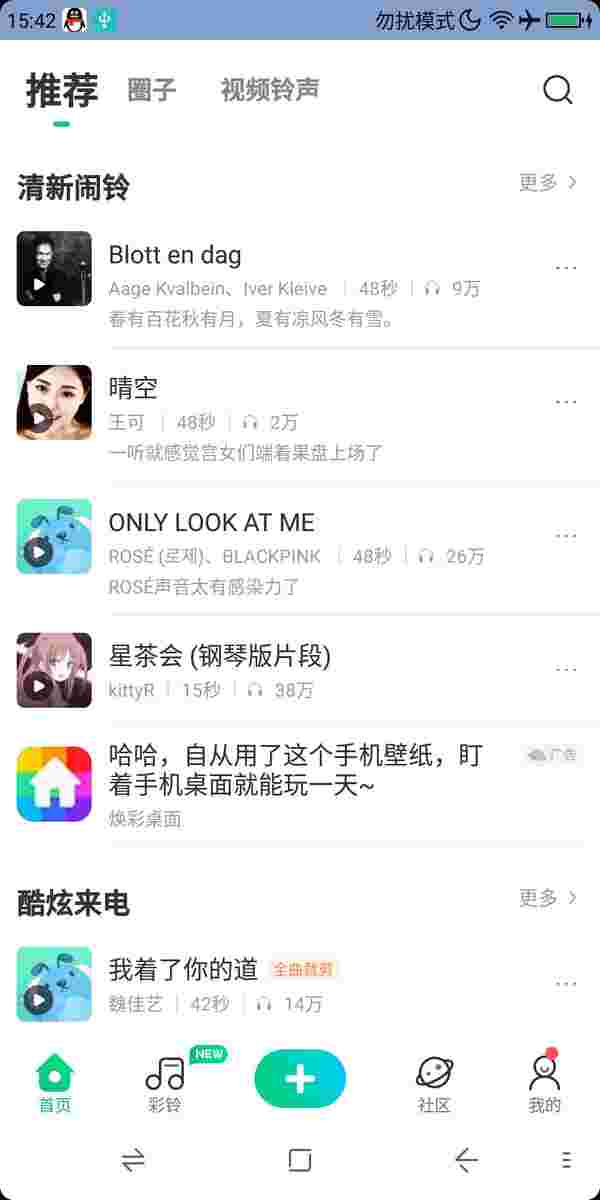 15:42
勿扰模式
推荐
圈子
视频铃声
清新闹铃
更多
Blott en dag
Aage Kvalbein、Iver Kleive
48秒
9万
春有百花秋有月，夏有凉风冬有雪。
晴空
王可
48秒
2万
一听就感觉宫女们端着果盘上场了
ONLY LOOK AT ME
ROSÉ (로제)、BLACKPINK
48秒
26万
ROSÉ声音太有感染力了
星茶会 (钢琴版片段)
kittyR
15秒
38万
哈哈，自从用了这个手机壁纸，盯
着手机桌面就能玩一天~
广告
焕彩桌面
酷炫来电
更多
我着了你的道
全曲裁剪
魏佳艺
42秒
14万
NEW
首页
彩铃
社区
我的